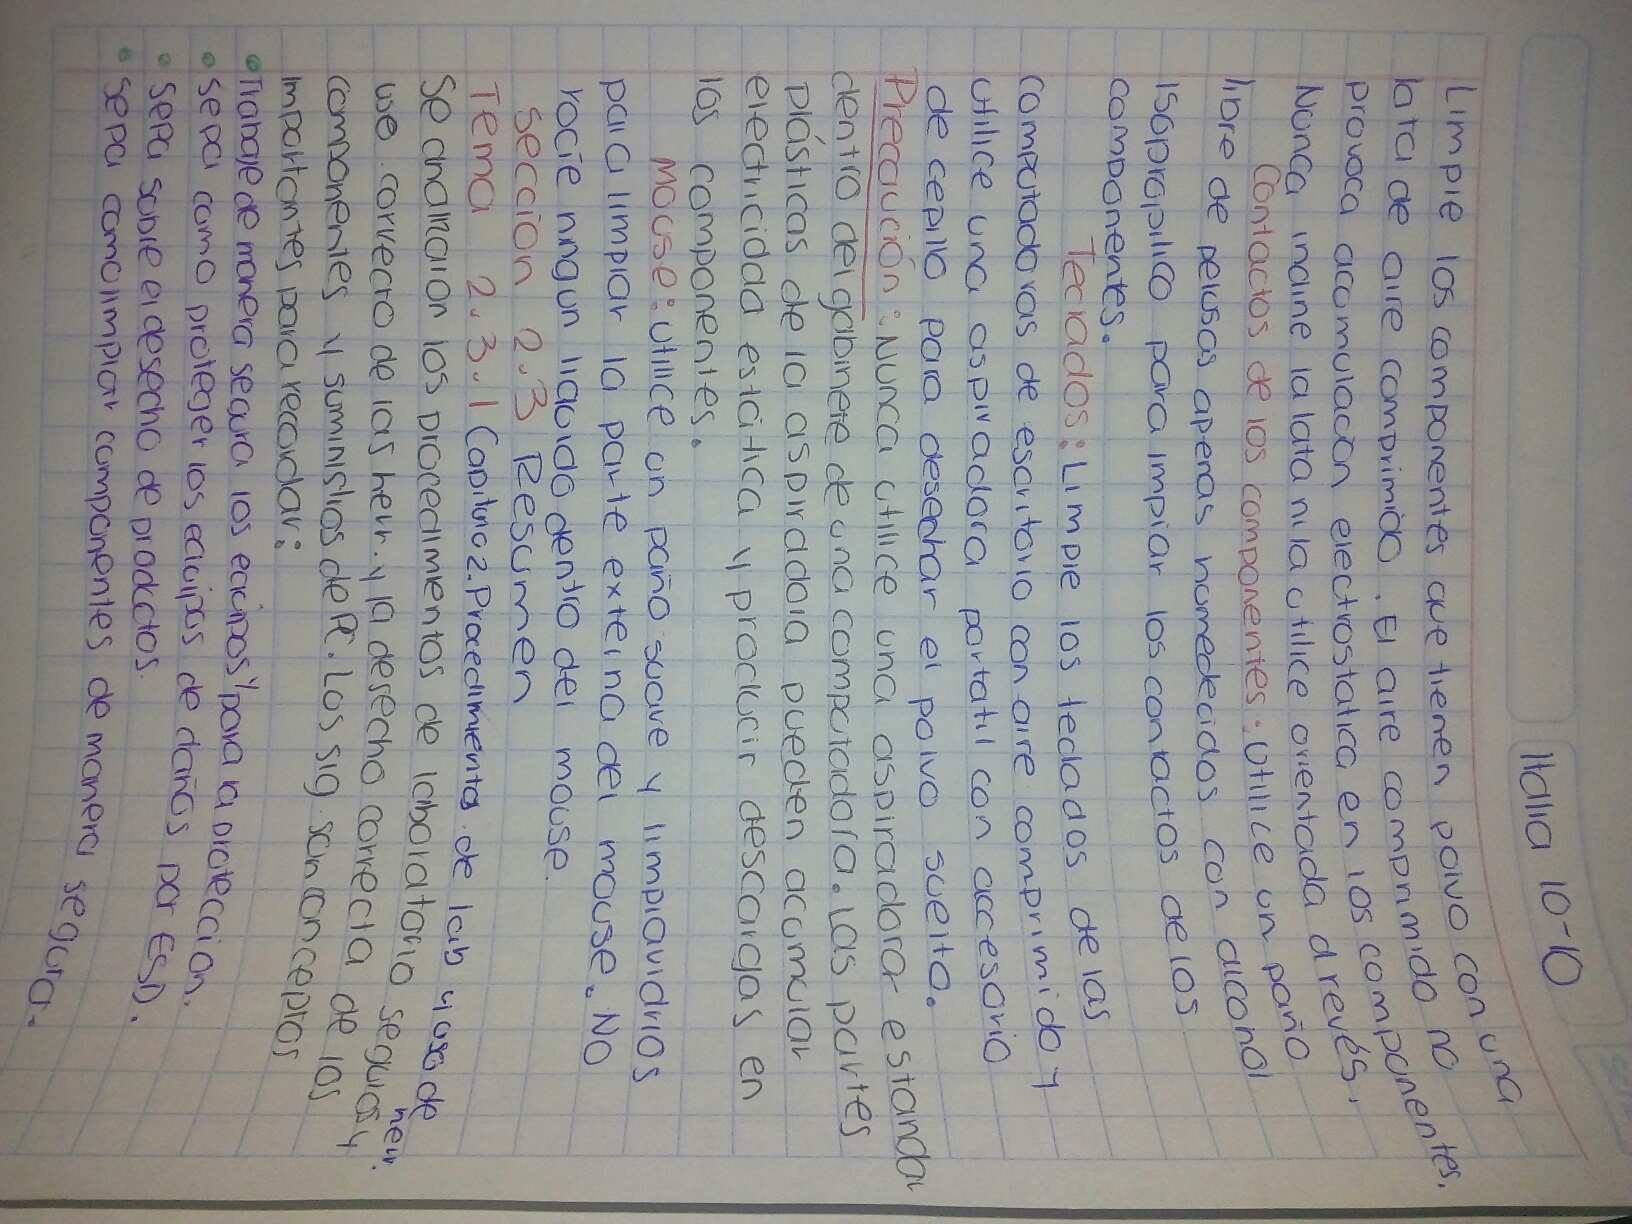 Italia 10-10
Limpie los componentes que tienen polvo con una
lata de aire comprimido. El aire comprimido no
provoca acumulación electrostatica en los componentes.
Nunca inaine la lata ni la utilice orientada al revés,
Contactos de los componentes: Utilice un paño
libre de pelusas apenas humedecidos con alcohol
isopropilico para impiar los contactos de los
componentes.
Teclados: Limpie los teclados de las
computadoras de escritorio con aire comprimido y
utilice una aspiradora portatil con accesorio
de cepillo para desechar el polvo suelto.
Precaución: Nunca utilice una aspiradora estandar
dentro del gabinete de una computadora. Las partes
plásticas de la aspiradora pueden acumular
electricidda estática y producir descargas en
los componentes.
Mouse: Utilice un paño suave y limpiavidrios
para limpiar la parte externa del mouse. No
rocíe ningun liquido dentro del mouse.
Sección 2.3 Resumen
Tema 2.3.1 Capitulo 2. Procedimientos de lab y uso de
her.
Se analizaron los procedimientos de laboratorio seguros y
uso correcto de las her. y la desecho correcta de los
componentes y suministros de PC. Los sig. son conceptos
importantes para recordar:
• Trabaje de manera segura los equipos y para la proteccion.
• Sepa como proteger los equipos de daños por ESD.
• Sepa sobre el desecho de productos.
• Sepa como limpiar componentes de manera segura.